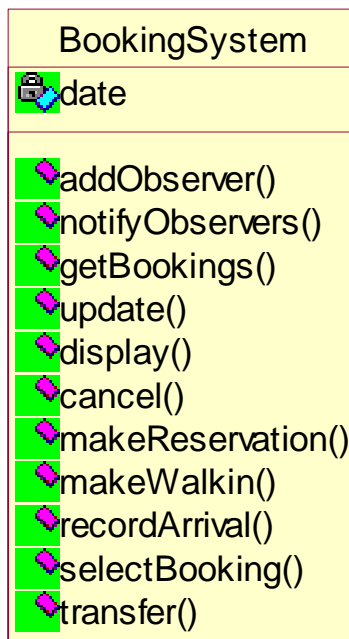 BookingSystem
date
addObserver()
notifyObservers()
getBookings()
update()
display()
cancel()
makeReservation()
makeWalkin()
recordArrival()
selectBooking()
transfer()